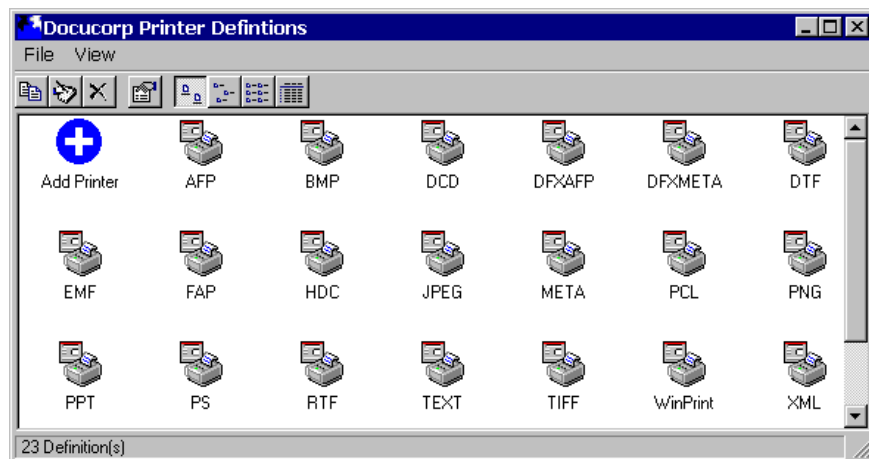 Docucorp Printer Defintions
File View
Add Printer AFP BMP DCD DFXAFP DFXMETA DTF
EMF FAP HDC JPEG META PCL PNG
PPT PS RTF TEXT TIFF WinPrint XML
23 Definition(s)